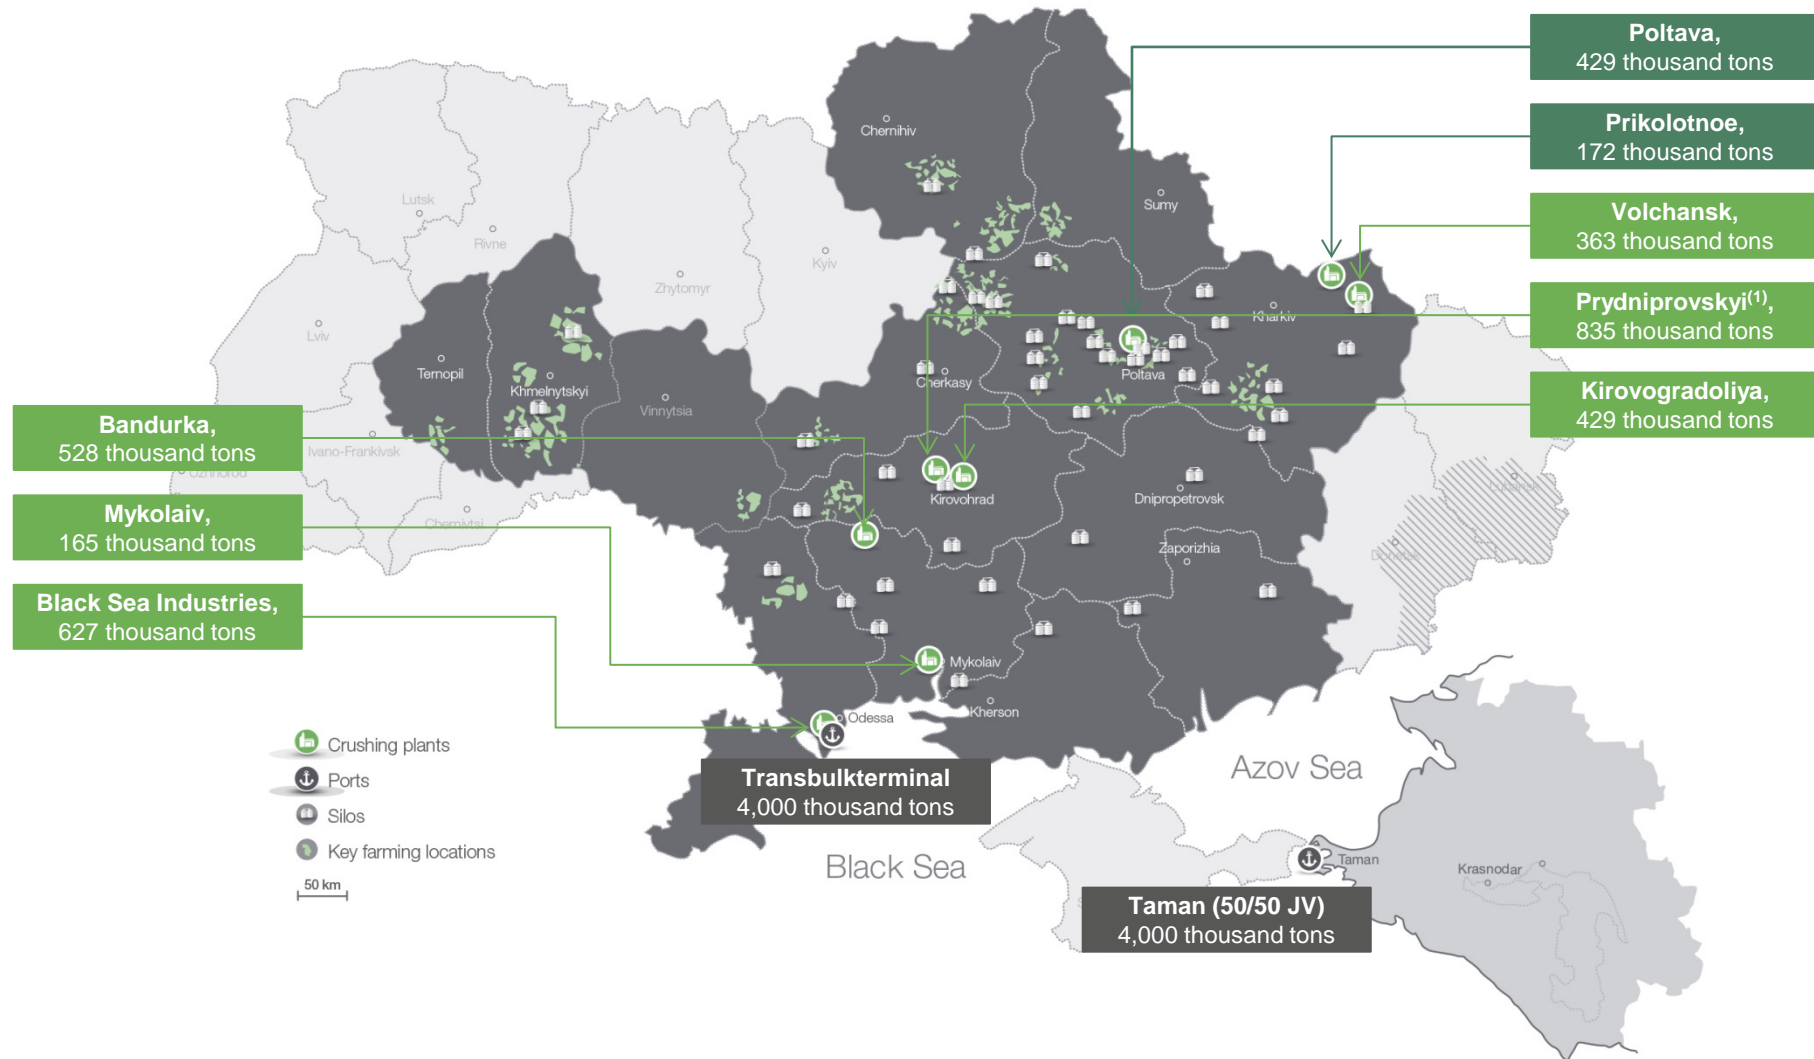 Poltava,
429 thousand tons
Prikolotnoe,
172 thousand tons
Volchansk,
363 thousand tons
Prydniprovskyi(1),
835 thousand tons
Kirovogradoliya,
429 thousand tons
Bandurka,
528 thousand tons
Mykolaiv,
165 thousand tons
Black Sea Industries,
627 thousand tons
Chernihiv
Sumy
Lutsk
Rivne
Kyiv
Zhytomyr
Lviv
Kharkiv
Ternopil
Khmelnytskyi
Cherkasy
Poltava
Vinnytsia
Ivano-Frankivsk
Uzhhorod
Chernivtsi
Kirovohrad
Dnipropetrovsk
Luhansk
Donetsk
Zaporizhia
Mykolaiv
Kherson
Odessa
Crushing plants
Ports
Silos
Key farming locations
50 km
Transbulkterminal
4,000 thousand tons
Azov Sea
Black Sea
Taman
Krasnodar
Taman (50/50 JV)
4,000 thousand tons